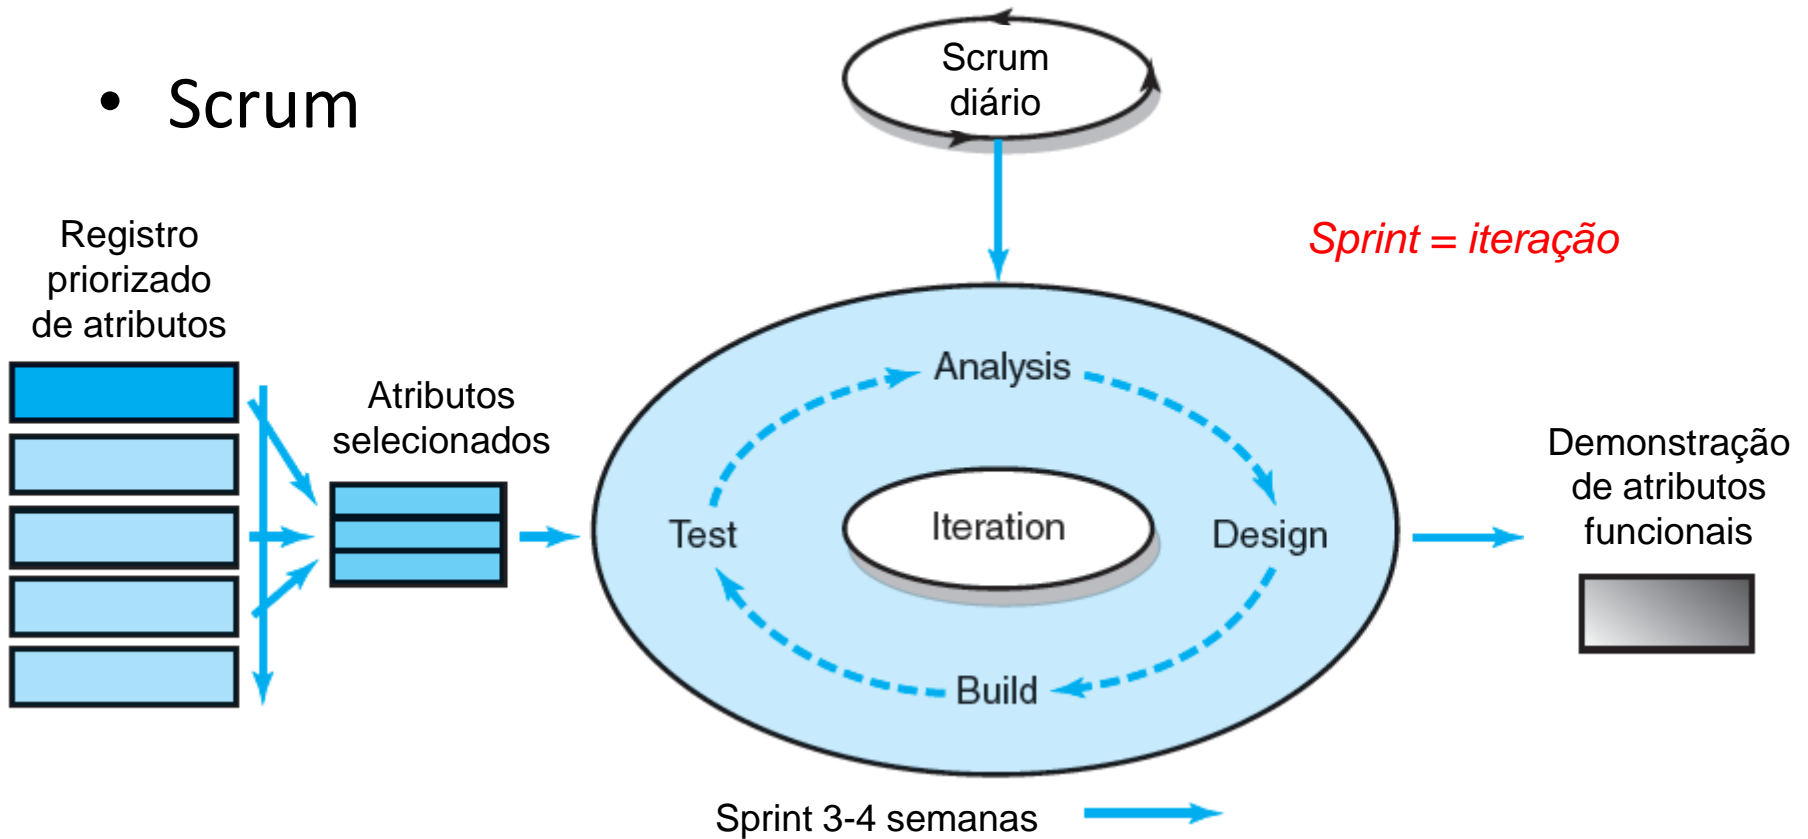 • Scrum
Scrum
diário
Sprint = iteração
Registro
priorizado
de atributos
Atributos
selecionados
Analysis
Test
Iteration
Design
Build
Demonstração
de atributos
funcionais
Sprint 3-4 semanas